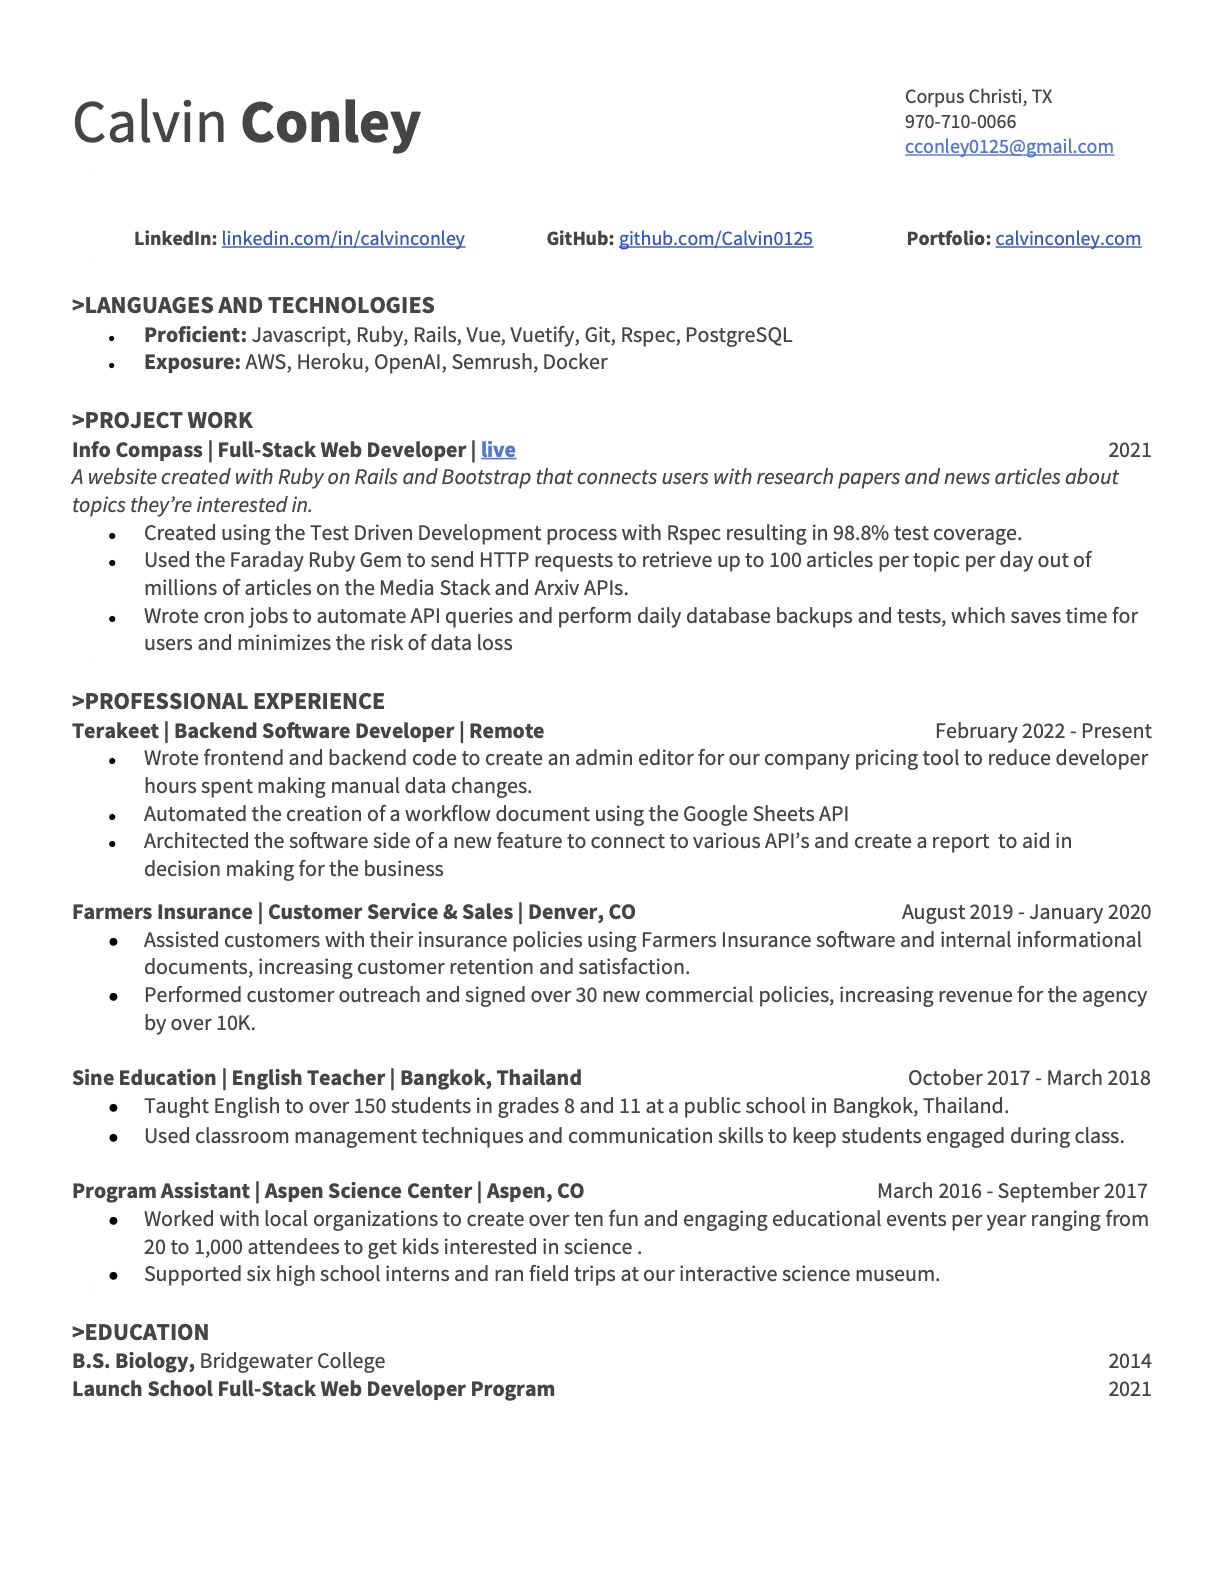 Calvin Conley
Corpus Christi, TX
970-710-0066
cconley0125@gmail.com
LinkedIn: linkedin.com/in/calvinconley GitHub: github.com/Calvin0125 Portfolio: calvinconley.com
>LANGUAGES AND TECHNOLOGIES
• Proficient: Javascript, Ruby, Rails, Vue, Vuetify, Git, Rspec, PostgreSQL
• Exposure: AWS, Heroku, OpenAI, Semrush, Docker
>PROJECT WORK
Info Compass | Full-Stack Web Developer | live 2021
A website created with Ruby on Rails and Bootstrap that connects users with research papers and news articles about
topics they’re interested in.
• Created using the Test Driven Development process with Rspec resulting in 98.8% test coverage.
• Used the Faraday Ruby Gem to send HTTP requests to retrieve up to 100 articles per topic per day out of
millions of articles on the Media Stack and Arxiv APIs.
• Wrote cron jobs to automate API queries and perform daily database backups and tests, which saves time for
users and minimizes the risk of data loss
>PROFESSIONAL EXPERIENCE
Terakeet | Backend Software Developer | Remote February 2022 - Present
• Wrote frontend and backend code to create an admin editor for our company pricing tool to reduce developer
hours spent making manual data changes.
• Automated the creation of a workflow document using the Google Sheets API
• Architected the software side of a new feature to connect to various API’s and create a report  to aid in
decision making for the business
Farmers Insurance | Customer Service & Sales | Denver, CO August 2019 - January 2020
• Assisted customers with their insurance policies using Farmers Insurance software and internal informational
documents, increasing customer retention and satisfaction.
• Performed customer outreach and signed over 30 new commercial policies, increasing revenue for the agency
by over 10K.
Sine Education | English Teacher | Bangkok, Thailand October 2017 - March 2018
• Taught English to over 150 students in grades 8 and 11 at a public school in Bangkok, Thailand.
• Used classroom management techniques and communication skills to keep students engaged during class.
Program Assistant | Aspen Science Center | Aspen, CO March 2016 - September 2017
• Worked with local organizations to create over ten fun and engaging educational events per year ranging from
20 to 1,000 attendees to get kids interested in science .
• Supported six high school interns and ran field trips at our interactive science museum.
>EDUCATION
B.S. Biology, Bridgewater College 2014
Launch School Full-Stack Web Developer Program 2021